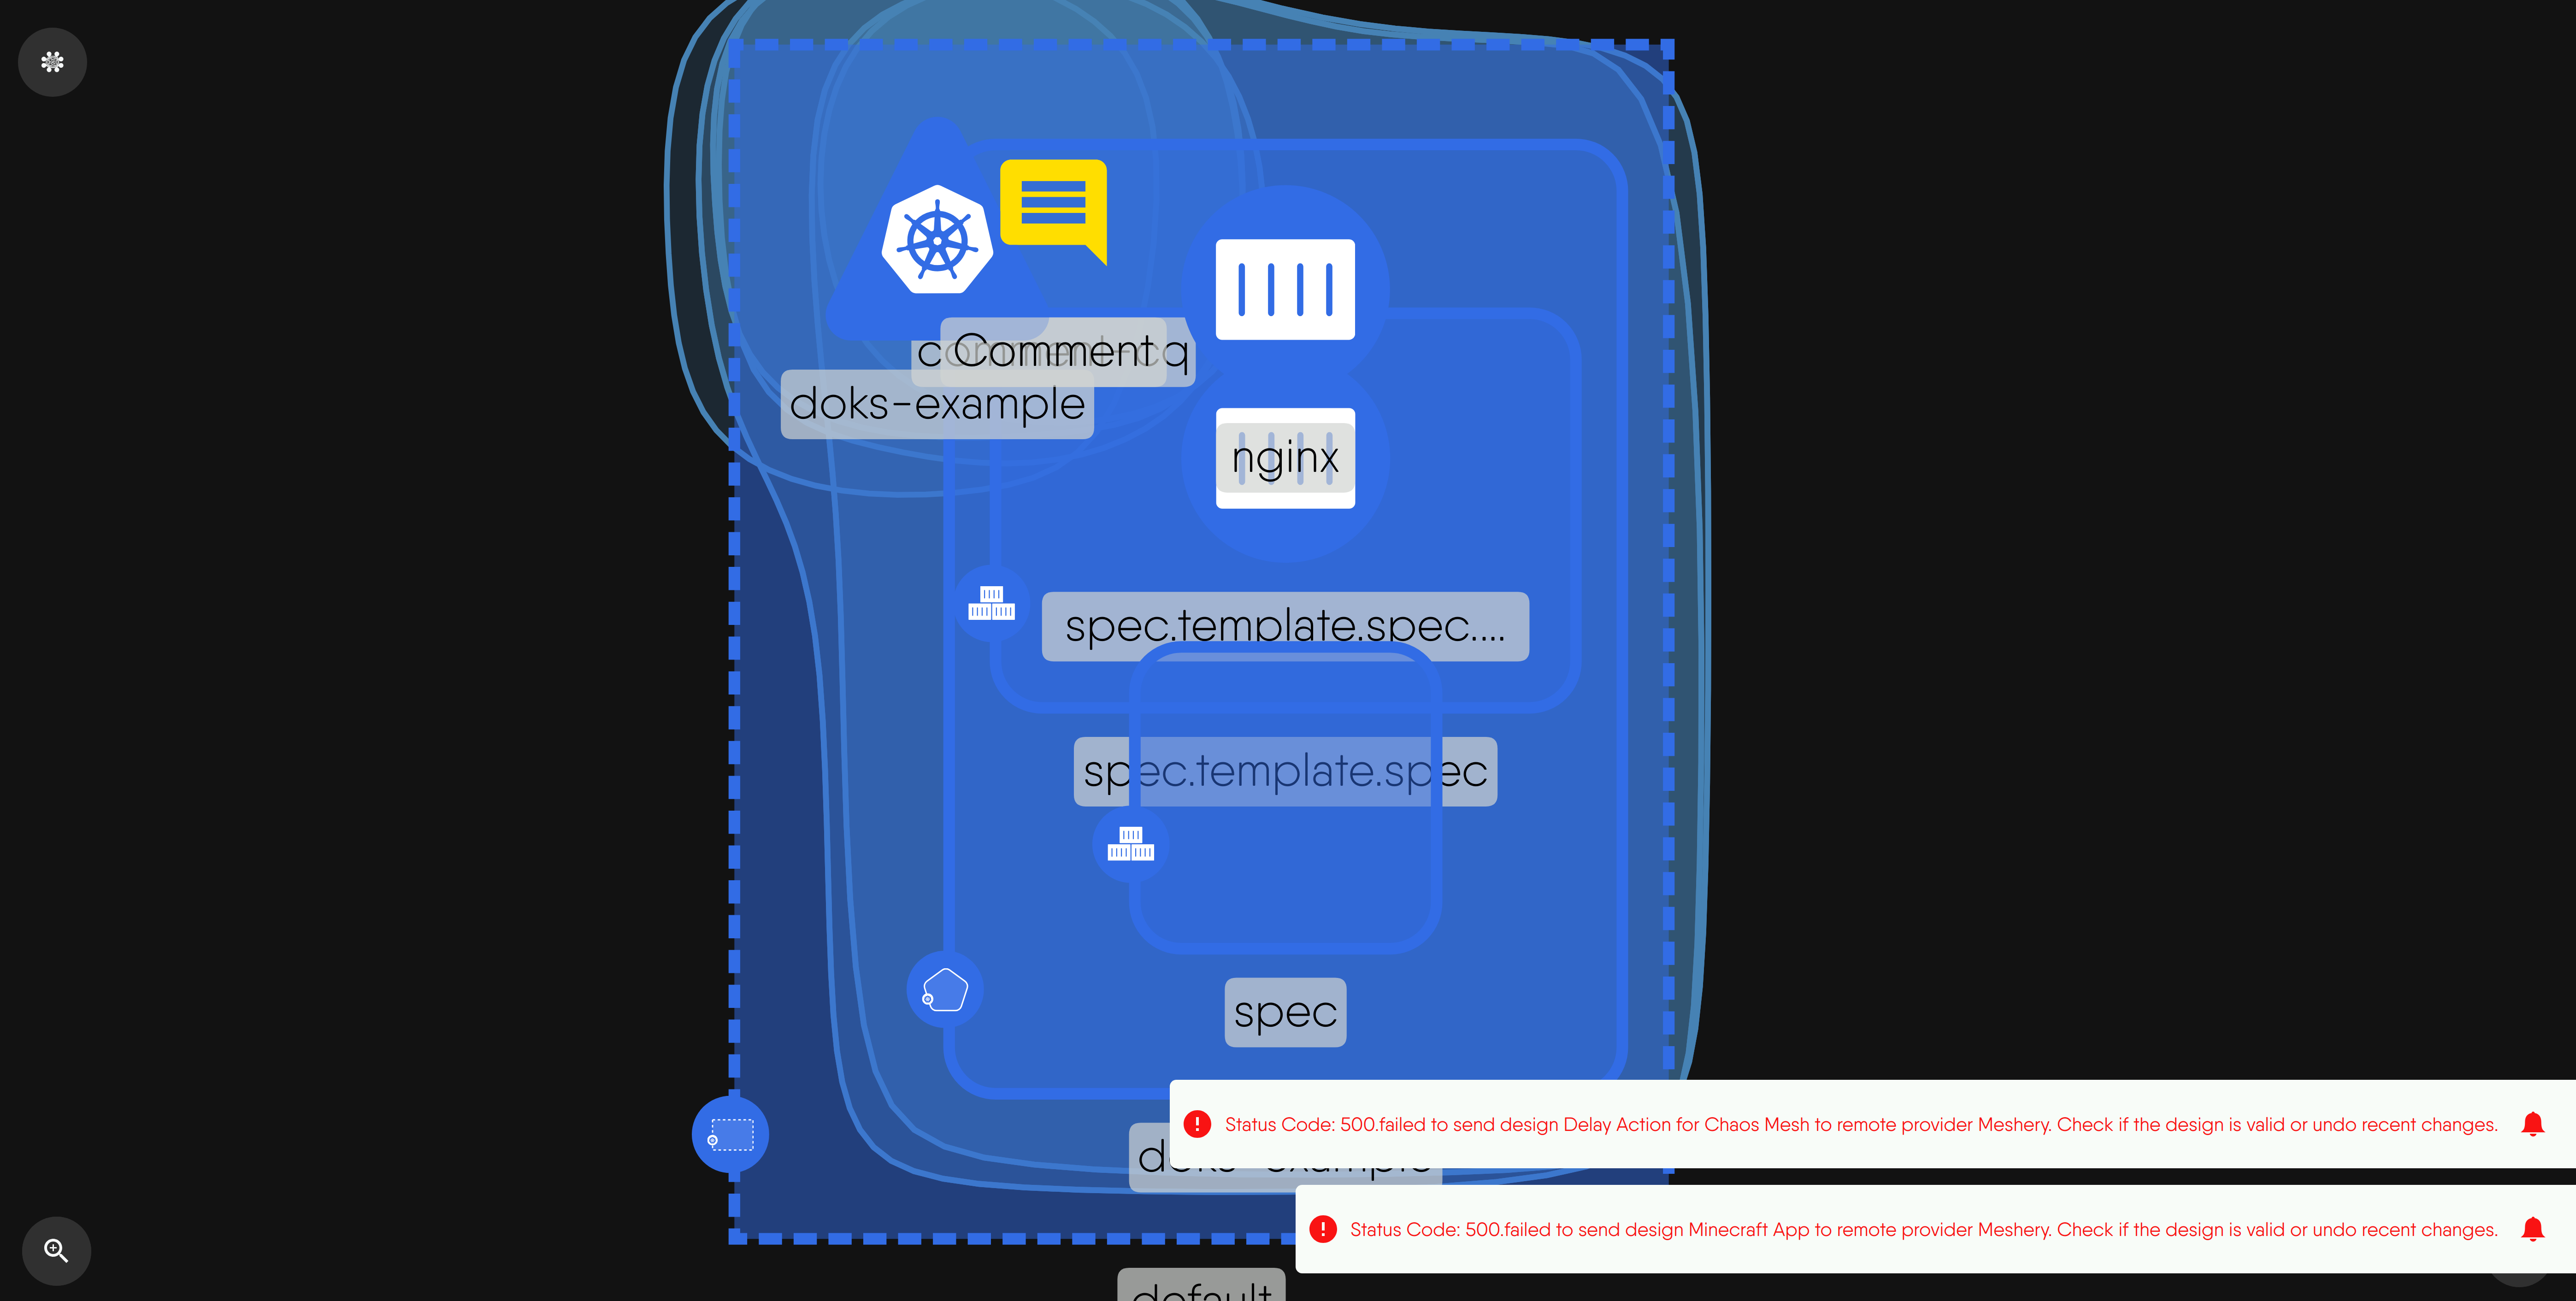 Comment
doks-example
nginx
spec.template.spec....
spec.template.spec
spec
Status Code: 500.failed to send design Delay Action for Chaos Mesh to remote provider Meshery. Check if the design is valid or undo recent changes.
doks-example
Status Code: 500.failed to send design Minecraft App to remote provider Meshery. Check if the design is valid or undo recent changes.
default